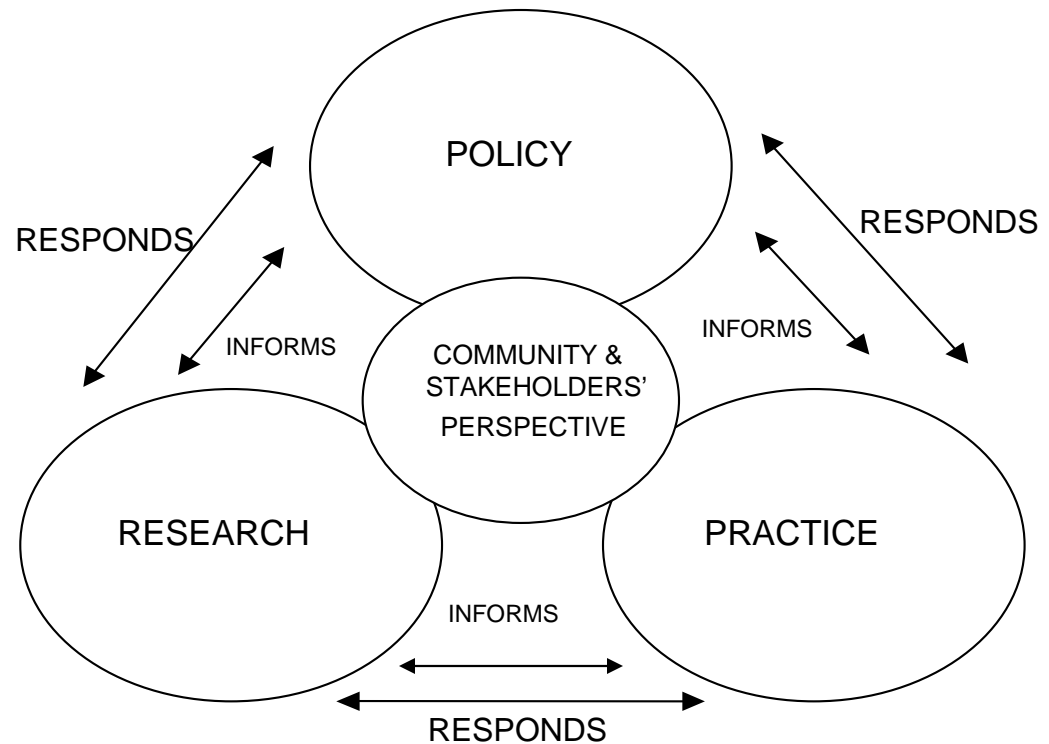 POLICY
RESPONDS
RESPONDS
INFORMS
INFORMS
COMMUNITY &
STAKEHOLDERS’
PERSPECTIVE
RESEARCH
PRACTICE
INFORMS
RESPONDS